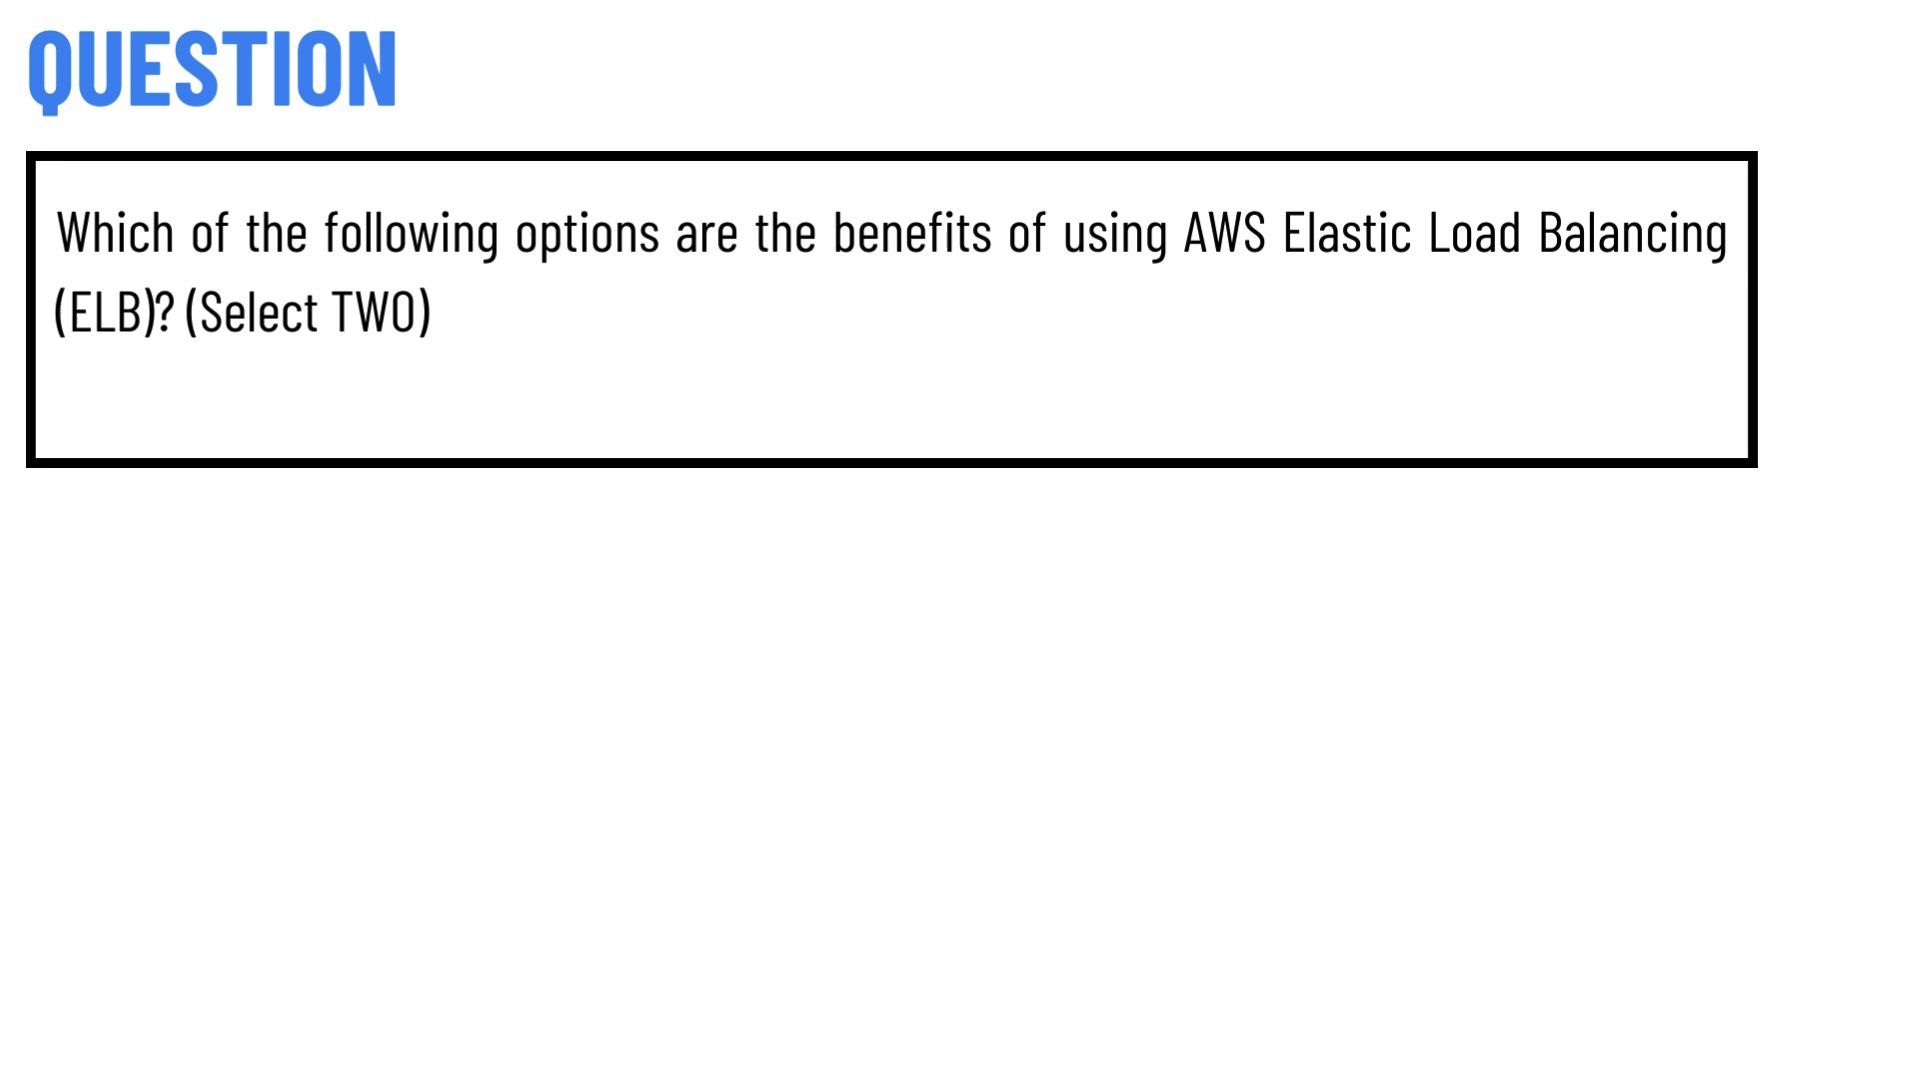 QUESTION
Which of the following options are the benefits of using AWS Elastic Load Balancing
(ELB)? (Select TWO)